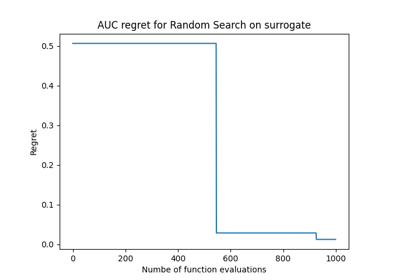 AUC regret for Random Search on surrogate
0.5
0.4
0.3
0.2
0.1
0.0
Regret
0 200 400 600 800 1000
Numbe of function evaluations